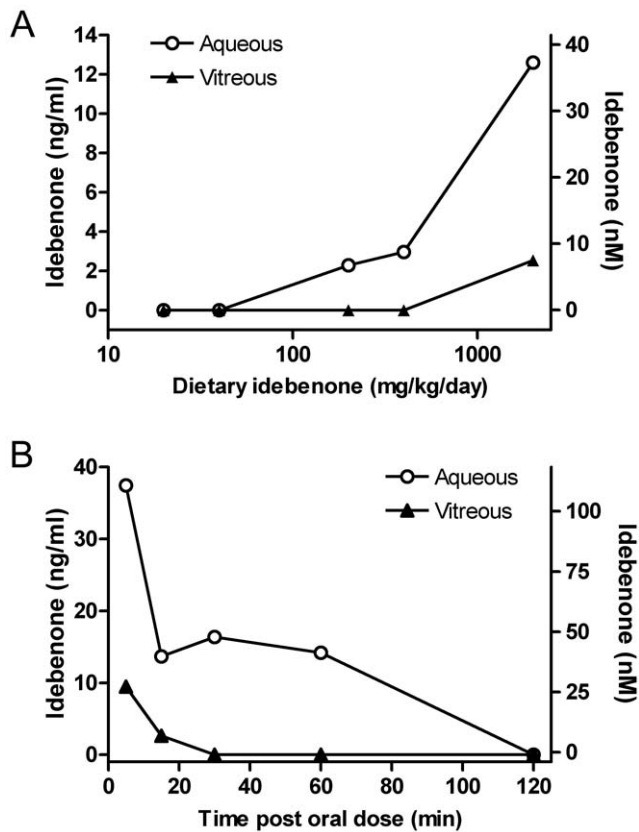 A
Aqueous
Vitreous
Idebenone (ng/ml)
14
12
10
8
6
4
2
0
40
30
20
10
0
Idebenone (nM)
10
100
1000
Dietary idebenone (mg/kg/day)
B
Aqueous
Vitreous
Idebenone (ng/ml)
40
30
20
10
0
100
75
50
25
0
Idebenone (nM)
0
20
40
60
80
100
120
Time post oral dose (min)